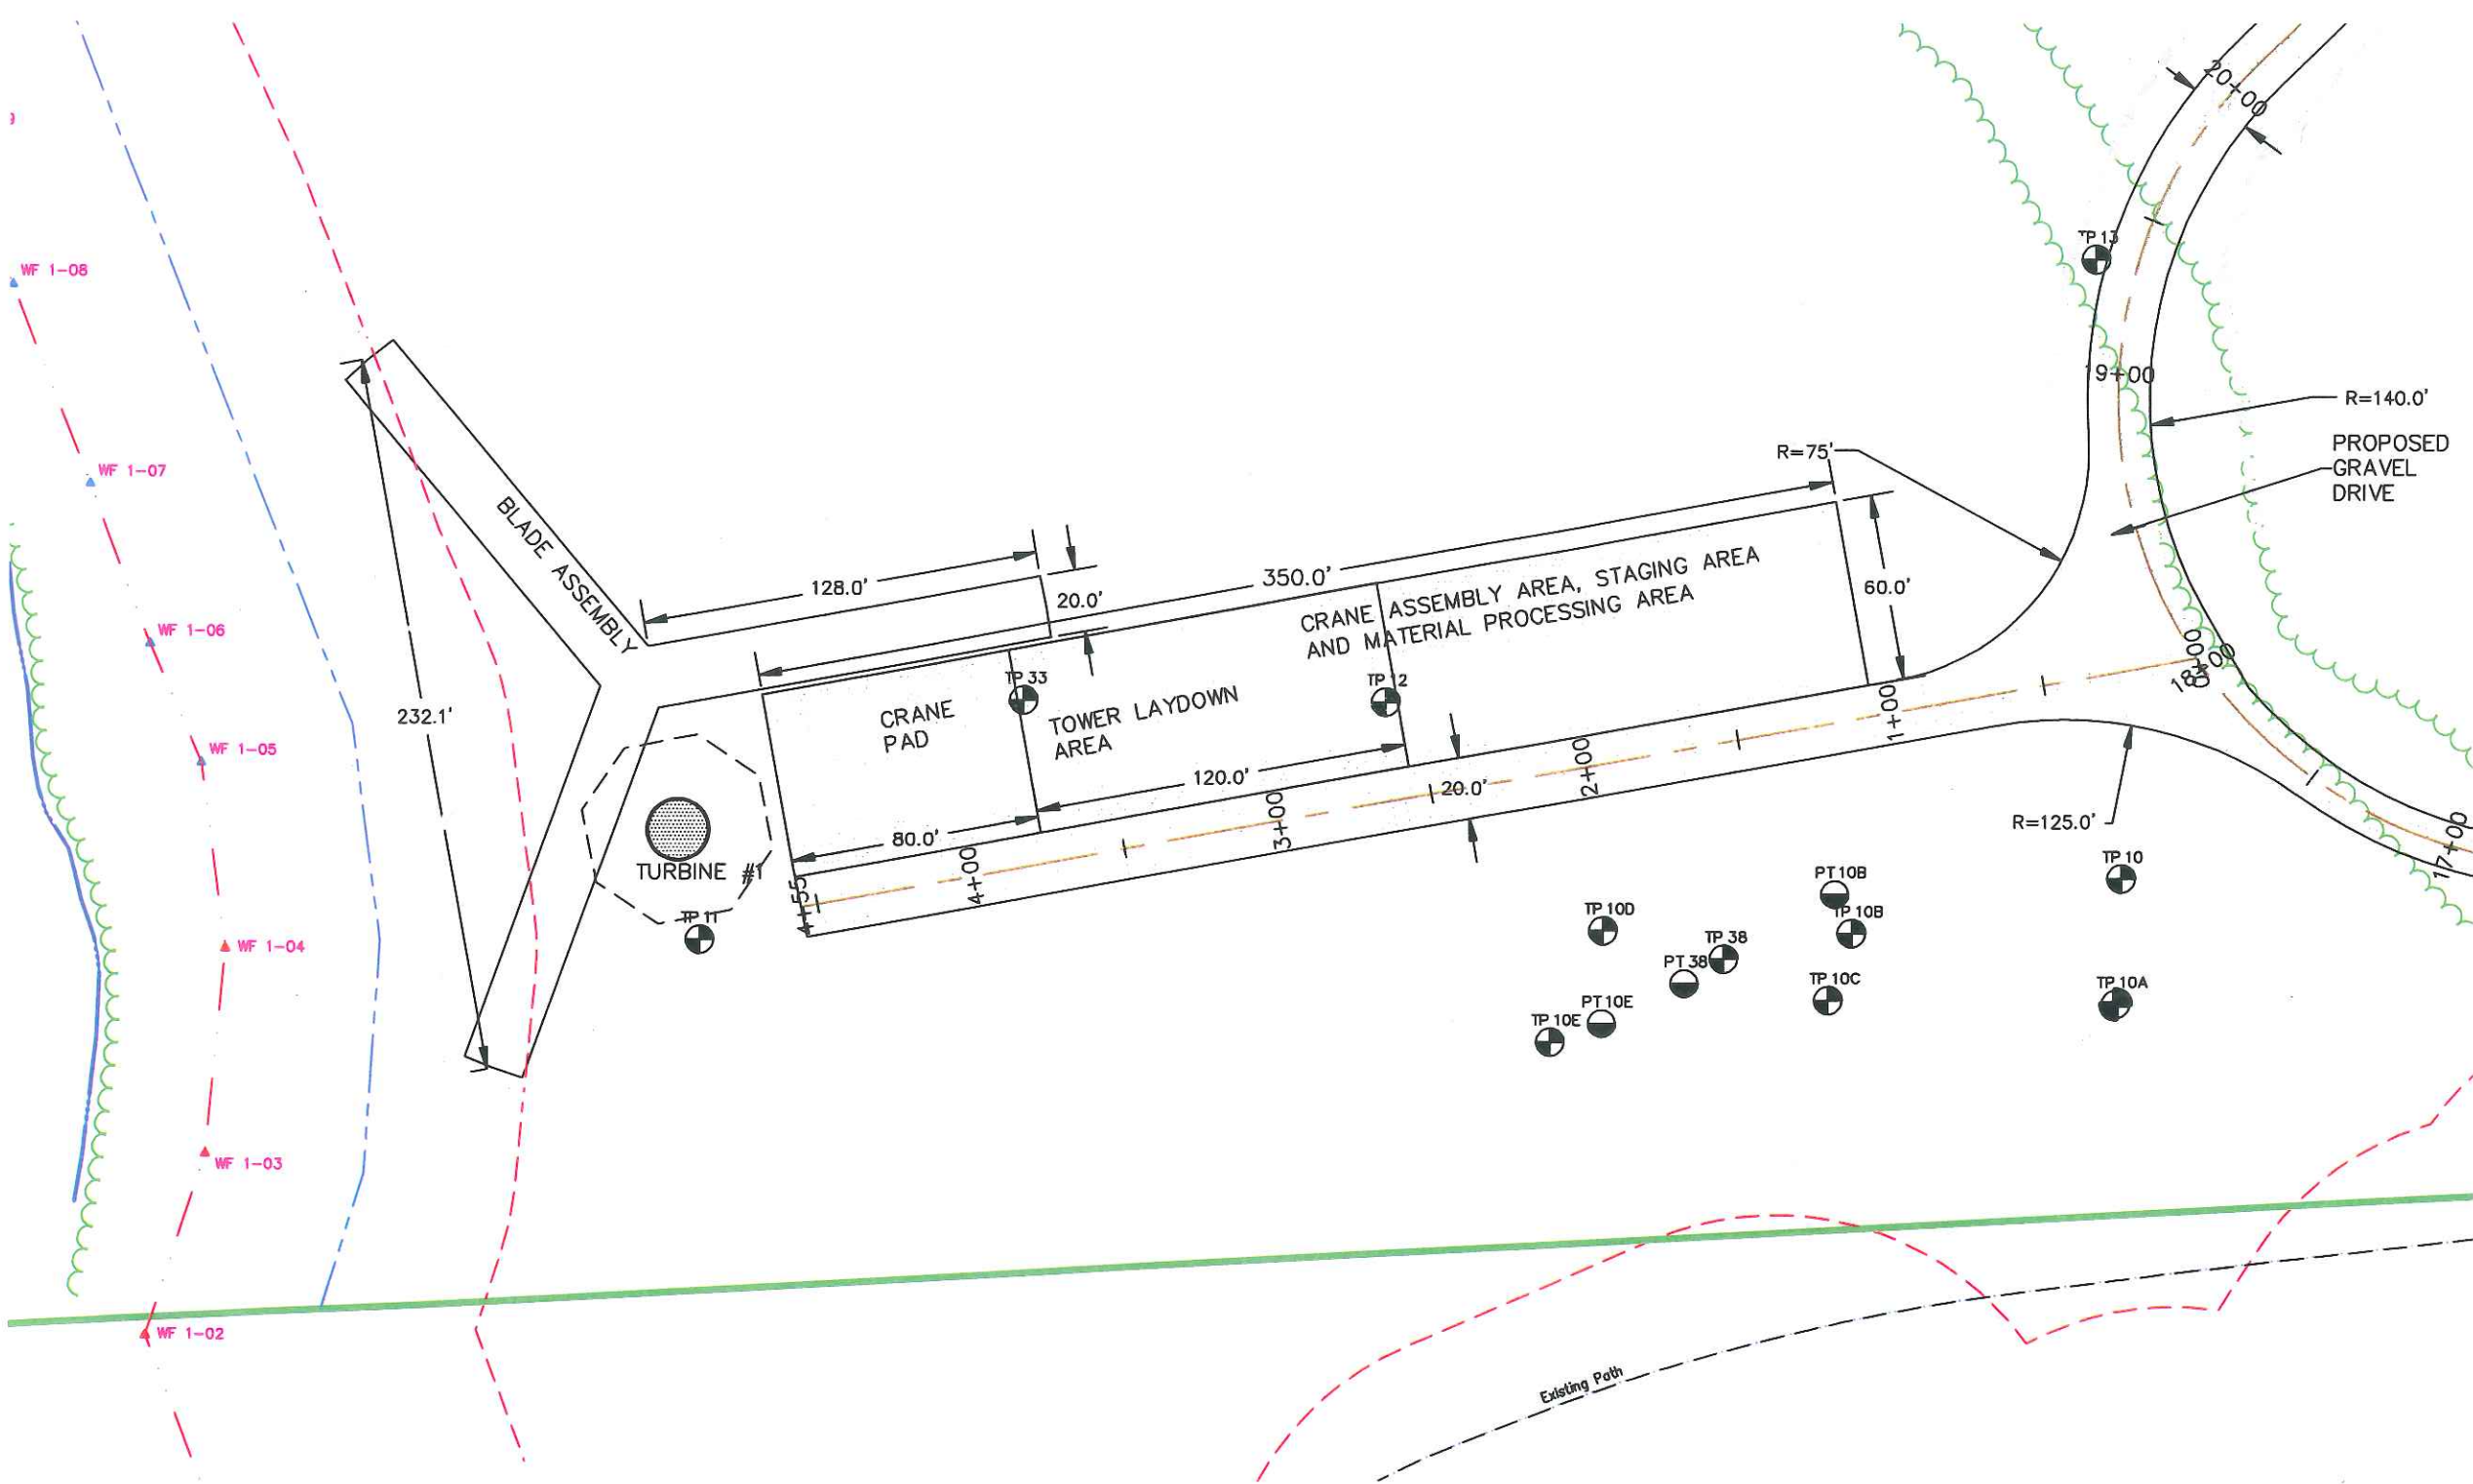 20+00
9
TP 13
WF 1-08
19+00
R=140.0'
PROPOSED
GRAVEL
DRIVE
R=75'
WF 1-07
BLADE ASSEMBLY
128.0'
350.0'
20.0'
CRANE ASSEMBLY AREA, STAGING AREA
AND MATERIAL PROCESSING AREA
60.0'
WF 1-06
TP 33
TP 12
0+00
18+00
CRANE
PAD
TOWER LAYDOWN
AREA
232.1'
WF 1-05
1+00
2+00
3+00
4+00
4+55
120.0'
20.0'
80.0'
R=125.0'
17+00
TURBINE #1
TP 11
WF 1-04
TP 10
PT 10B
TP 10B
TP 10D
TP 38
PT 38
TP 10C
TP 10A
PT 10E
TP 10E
WF 1-03
WF 1-02
Existing Path